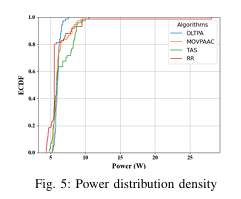 1.0
0.8
0.6
0.4
0.2
0.0
ECDF
Algorithms
DLTPA
MOVPAAC
TAS
RR
5 10 15 20 25
Power (W)
Fig. 5: Power distribution density